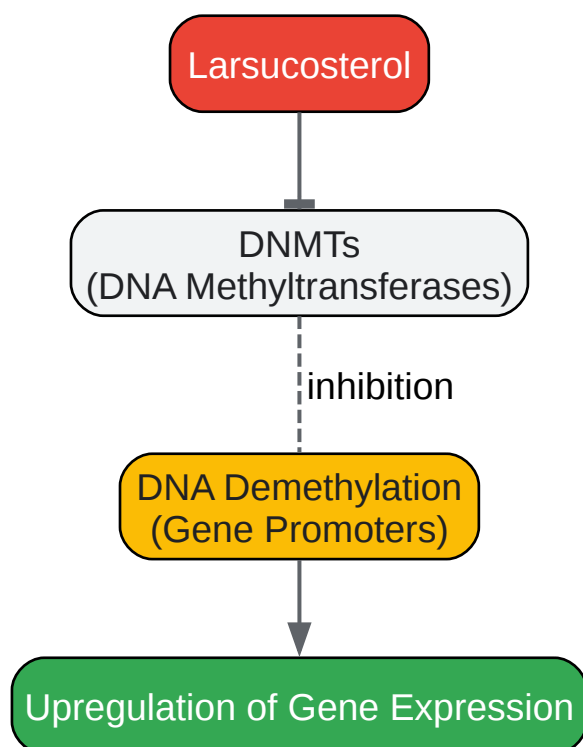 Larsucosterol
DNMTs
(DNA Methyltransferases)
inhibition
DNA Demethylation
(Gene Promoters)
Upregulation of Gene Expression